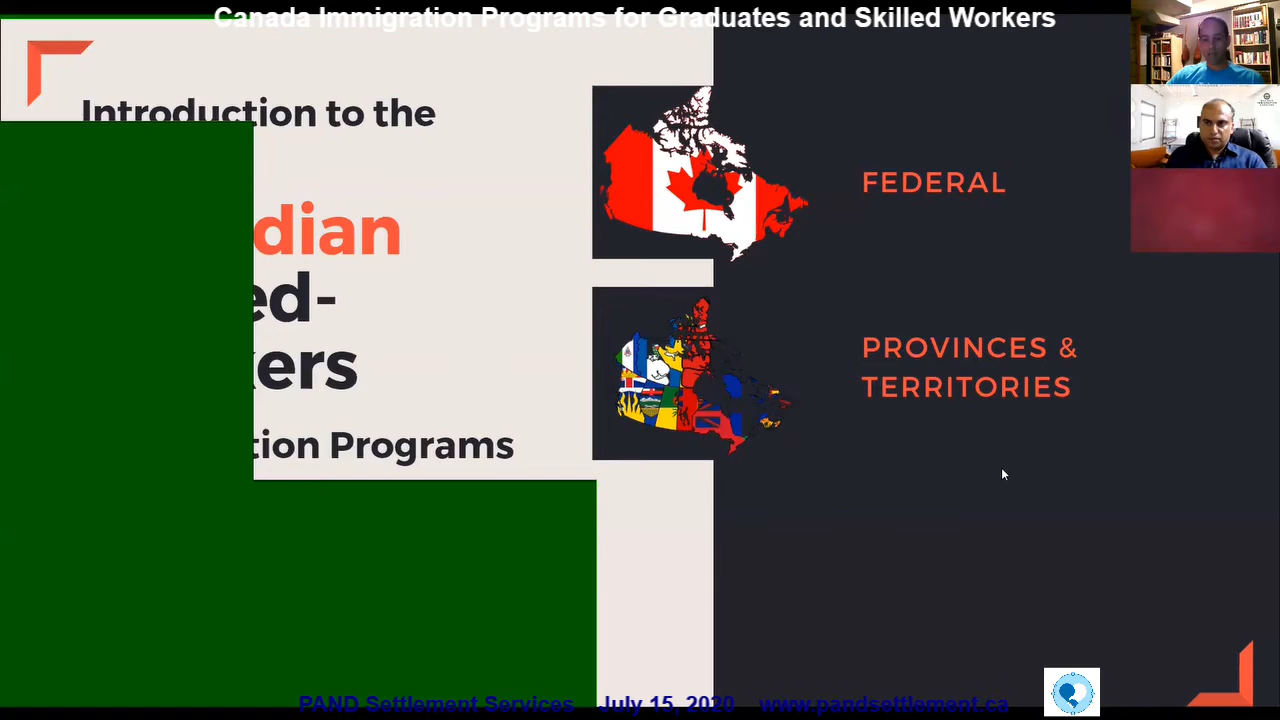 Canada Immigration Programs for Graduates and Skilled Workers
Introduction to the
dian
ed-
kers
tion Programs
FEDERAL
PROVINCES &
TERRITORIES
PAND Settlement Services July 15, 2020 www.pandsettlement.ca